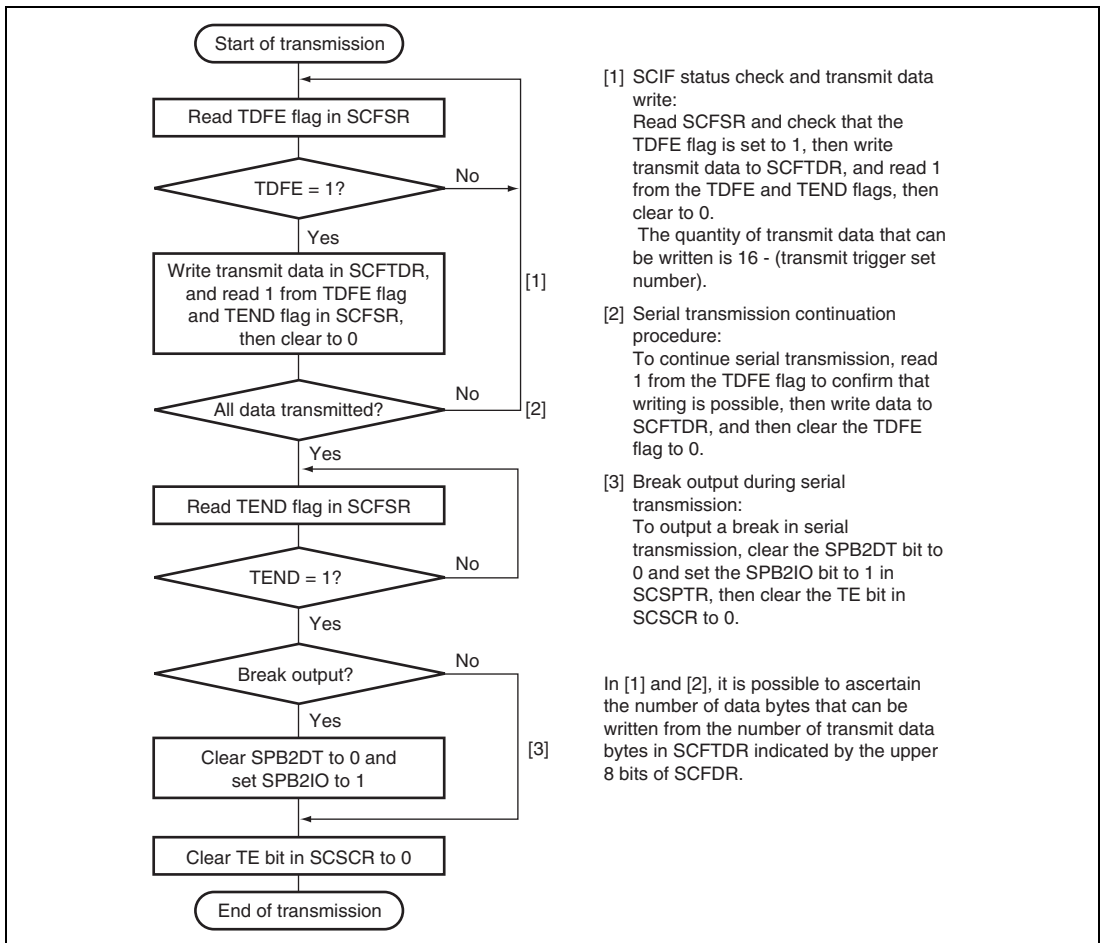 Start of transmission
Read TDFE flag in SCFSR
TDFE = 1?
No
Yes
Write transmit data in SCFTDR,
and read 1 from TDFE flag
and TEND flag in SCFSR,
then clear to 0
[1]
All data transmitted?
No
[2]
Yes
Read TEND flag in SCFSR
TEND = 1?
No
Yes
Break output?
No
Yes
Clear SPB2DT to 0 and
set SPB2IO to 1
[3]
Clear TE bit in SCSCR to 0
End of transmission
[1] SCIF status check and transmit data
write:
Read SCFSR and check that the
TDFE flag is set to 1, then write
transmit data to SCFTDR, and read 1
from the TDFE and TEND flags, then
clear to 0.
The quantity of transmit data that can
be written is 16 - (transmit trigger set
number).
[2] Serial transmission continuation
procedure:
To continue serial transmission, read
1 from the TDFE flag to confirm that
writing is possible, then write data to
SCFTDR, and then clear the TDFE
flag to 0.
[3] Break output during serial
transmission:
To output a break in serial
transmission, clear the SPB2DT bit to
0 and set the SPB2IO bit to 1 in
SCSPTR, then clear the TE bit in
SCSCR to 0.
In [1] and [2], it is possible to ascertain
the number of data bytes that can be
written from the number of transmit data
bytes in SCFTDR indicated by the upper
8 bits of SCFDR.